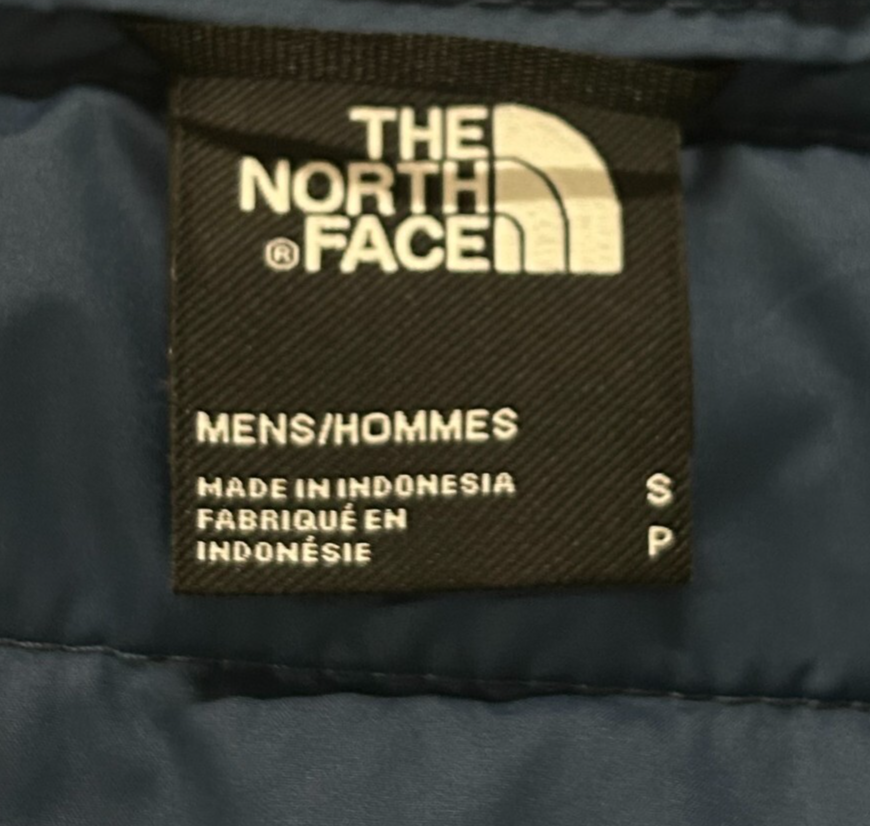 THE
NORTH
®FACE
MENS/HOMMES
MADE IN INDONESIA S
FABRIQUÉ EN
INDONÉSIE P